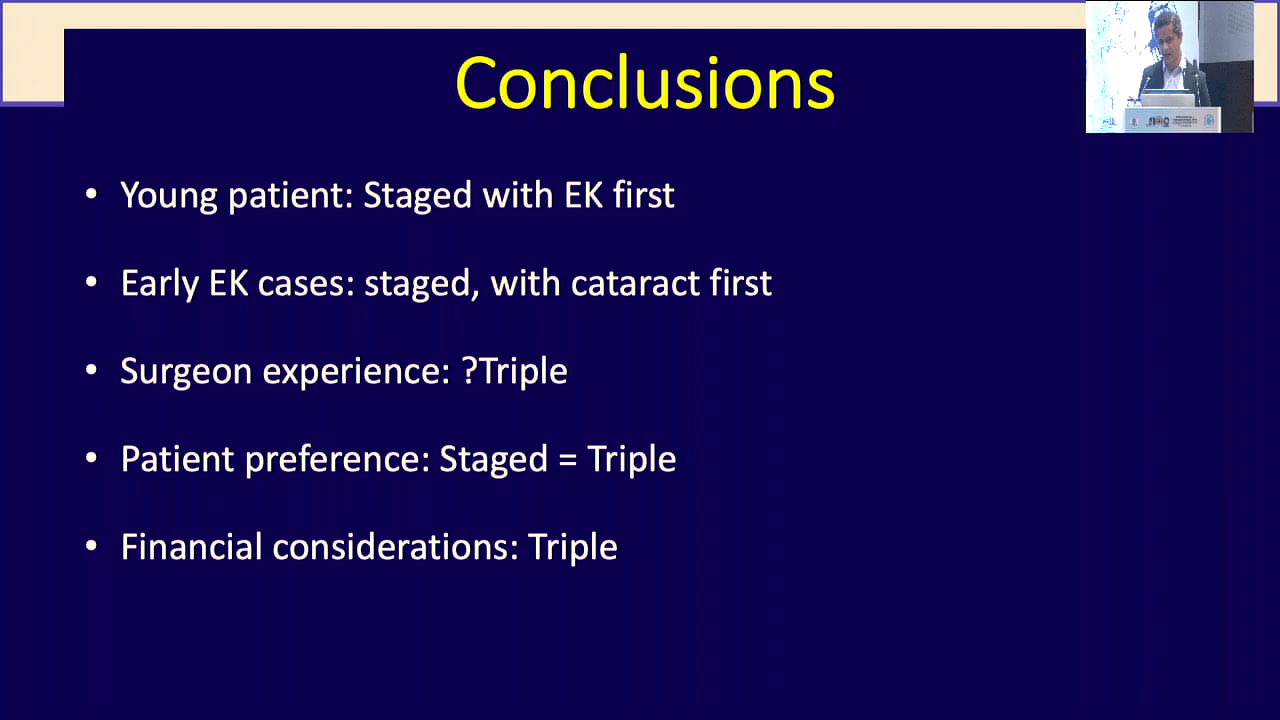 Conclusions
• Young patient: Staged with EK first
• Early EK cases: staged, with cataract first
• Surgeon experience: ?Triple
• Patient preference: Staged = Triple
• Financial considerations: Triple